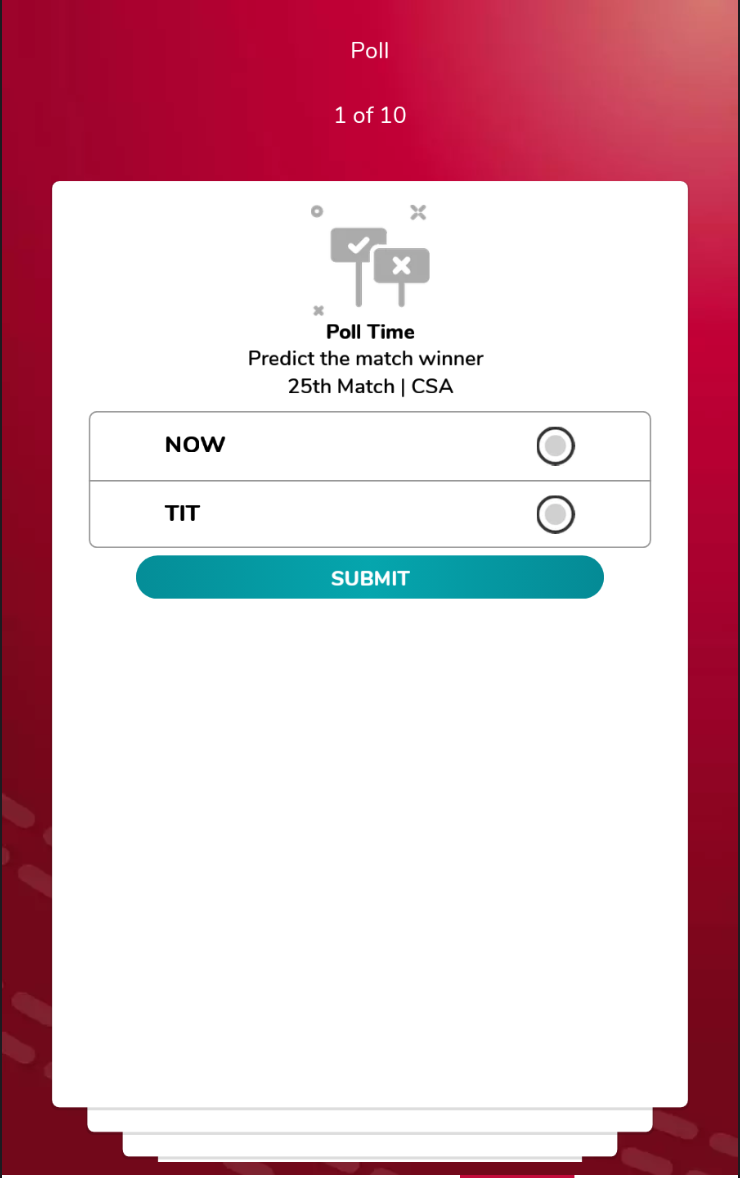 Poll
1 of 10
Poll Time
Predict the match winner
25th Match | CSA
NOW
TIT
SUBMIT